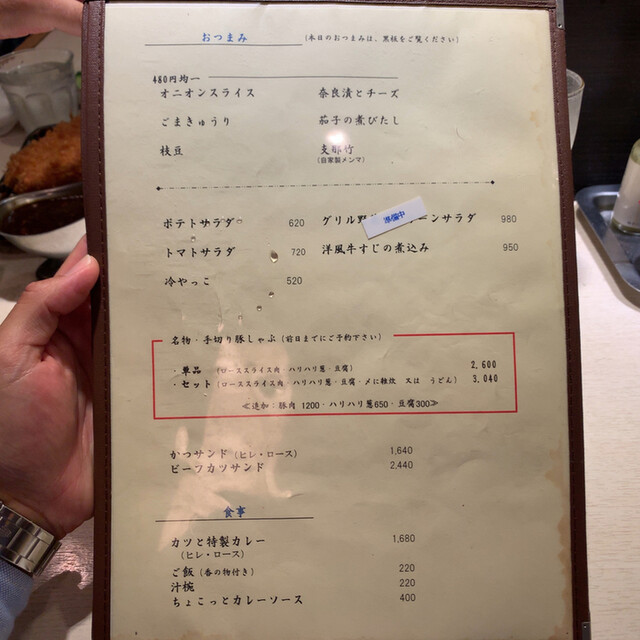 おつまみ (本日のおつまみは、黒板をご覧ください)
480円均一
オニオンスライス 奈良漬とチーズ
ごまきゅうり 茄子の煮びたし
枝豆 支那竹
(自家製メンマ)
ポテトサラダ 620 グリル野 準備中 ンサラダ 980
トマトサラダ 720 洋風牛すじの煮込み 950
冷やっこ 520
名物・手切り豚しゃぶ (前日までにご予約下さい)
・単品 (ローススライス肉・ハリハリ葱・豆腐) 2,600
・セット (ローススライス肉・ハリハリ葱・豆腐・〆に雑炊 又は うどん) 3,040
≪追加:豚肉 1200・ハリハリ葱650・豆腐300≫
かつサンド (ヒレ・ロース) 1,640
ビーフカツサンド 2,440
食事
カツと特製カレー 1,680
(ヒレ・ロース)
ご飯 (香の物付き) 220
汁椀 220
ちょこっとカレーソース 400